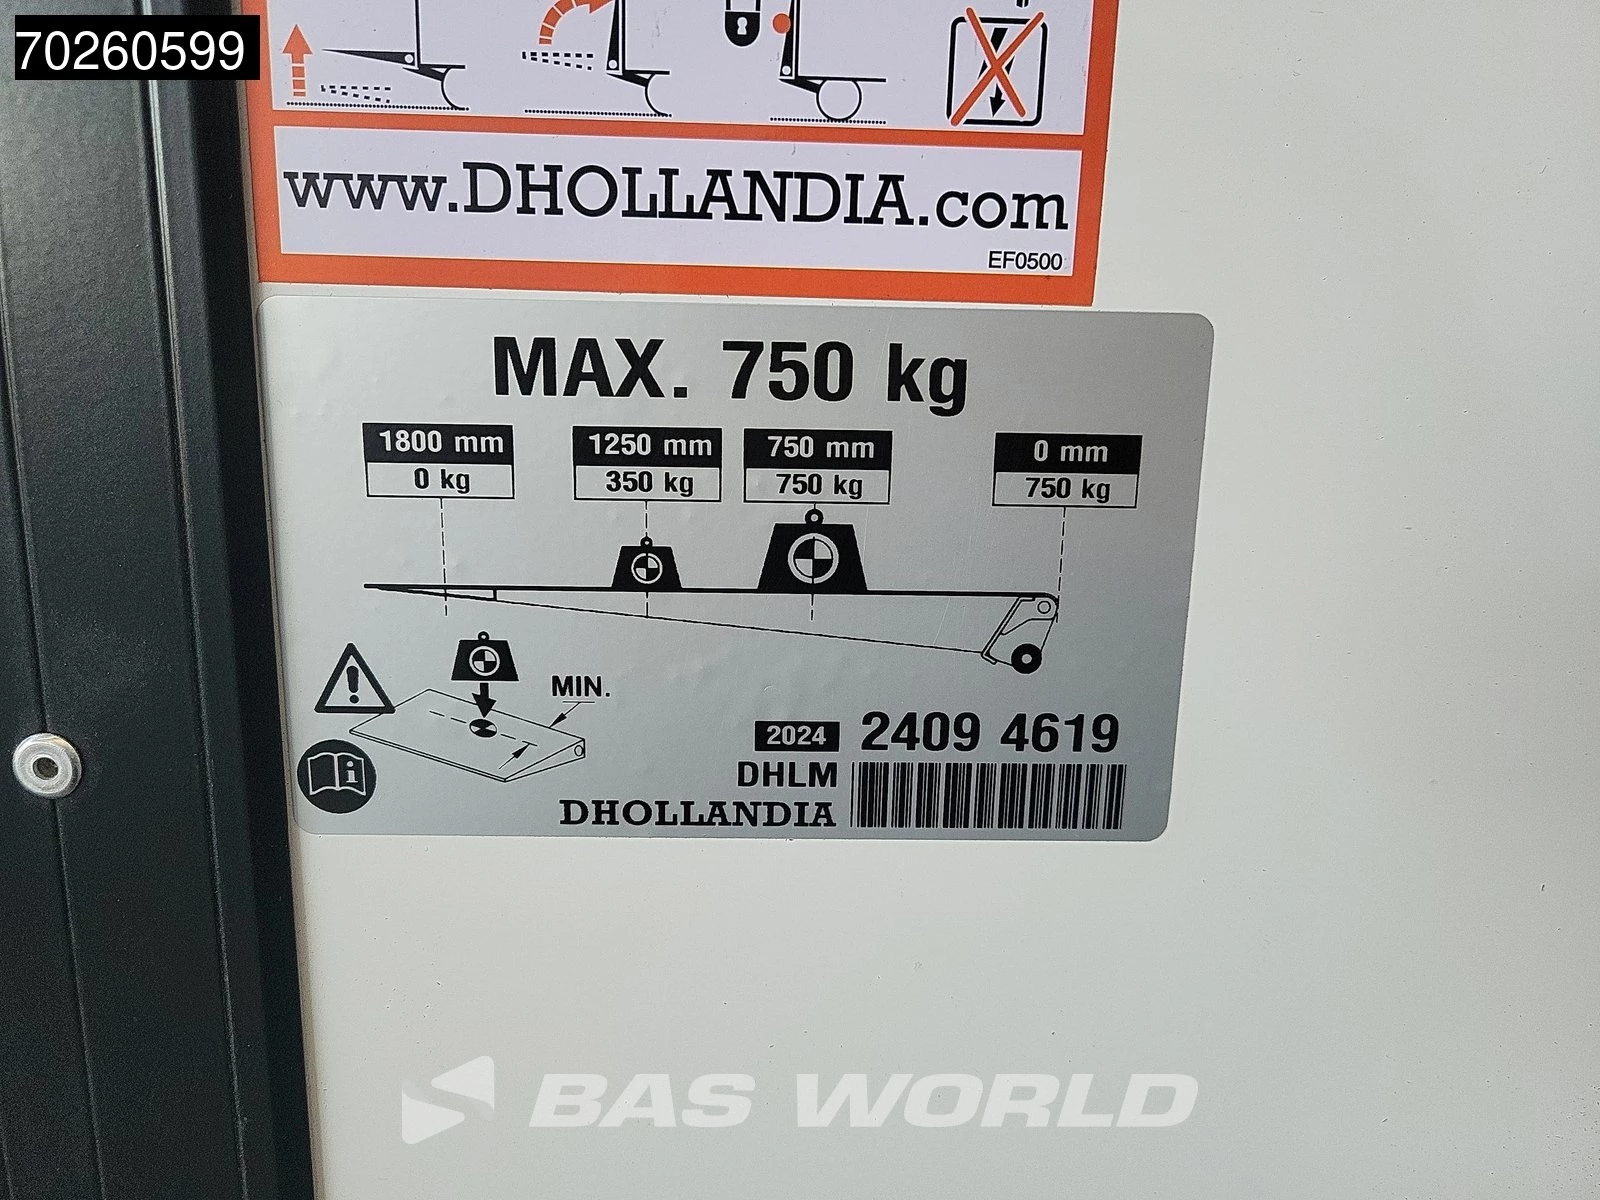 70260599
www.DHOLLANDIA.com
EF0500
MAX. 750 kg
1800 mm 1250 mm 750 mm 0 mm
0 kg 350 kg 750 kg 750 kg
MIN.
2024 2409 4619
DHLM
DHOLLANDIA
BAS WORLD